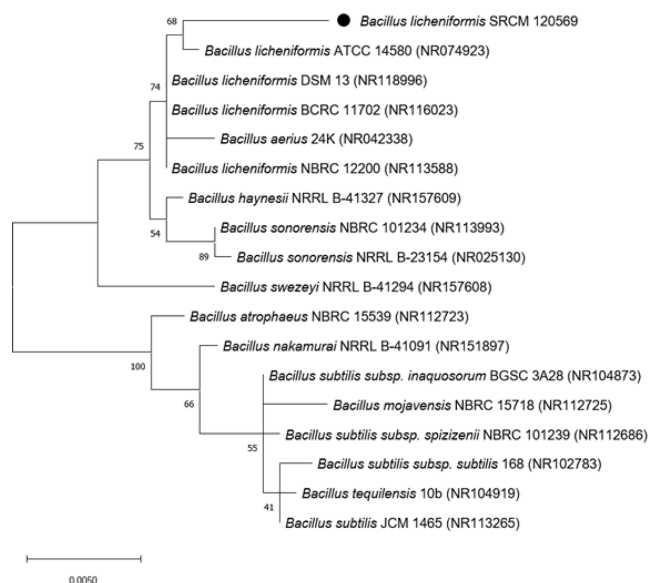 68
Bacillus licheniformis SRCM 120569
Bacillus licheniformis ATCC 14580 (NR074923)
74
Bacillus licheniformis DSM 13 (NR118996)
Bacillus licheniformis BCRC 11702 (NR116023)
Bacillus aerius 24K (NR042338)
75
Bacillus licheniformis NBRC 12200 (NR113588)
Bacillus haynesii NRRL B-41327 (NR157609)
Bacillus sonorensis NBRC 101234 (NR113993)
54
Bacillus sonorensis NRRL B-23154 (NR025130)
89
Bacillus swezeyi NRRL B-41294 (NR157608)
Bacillus atrophaeus NBRC 15539 (NR112723)
Bacillus nakamurai NRRL B-41091 (NR151897)
100
Bacillus subtilis subsp. inaquosorum BGSC 3A28 (NR104873)
66
Bacillus mojavensis NBRC 15718 (NR112725)
Bacillus subtilis subsp. spizizenii NBRC 101239 (NR112686)
55
Bacillus subtilis subsp. subtilis 168 (NR102783)
Bacillus tequilensis 10b (NR104919)
41
Bacillus subtilis JCM 1465 (NR113265)
0.0050